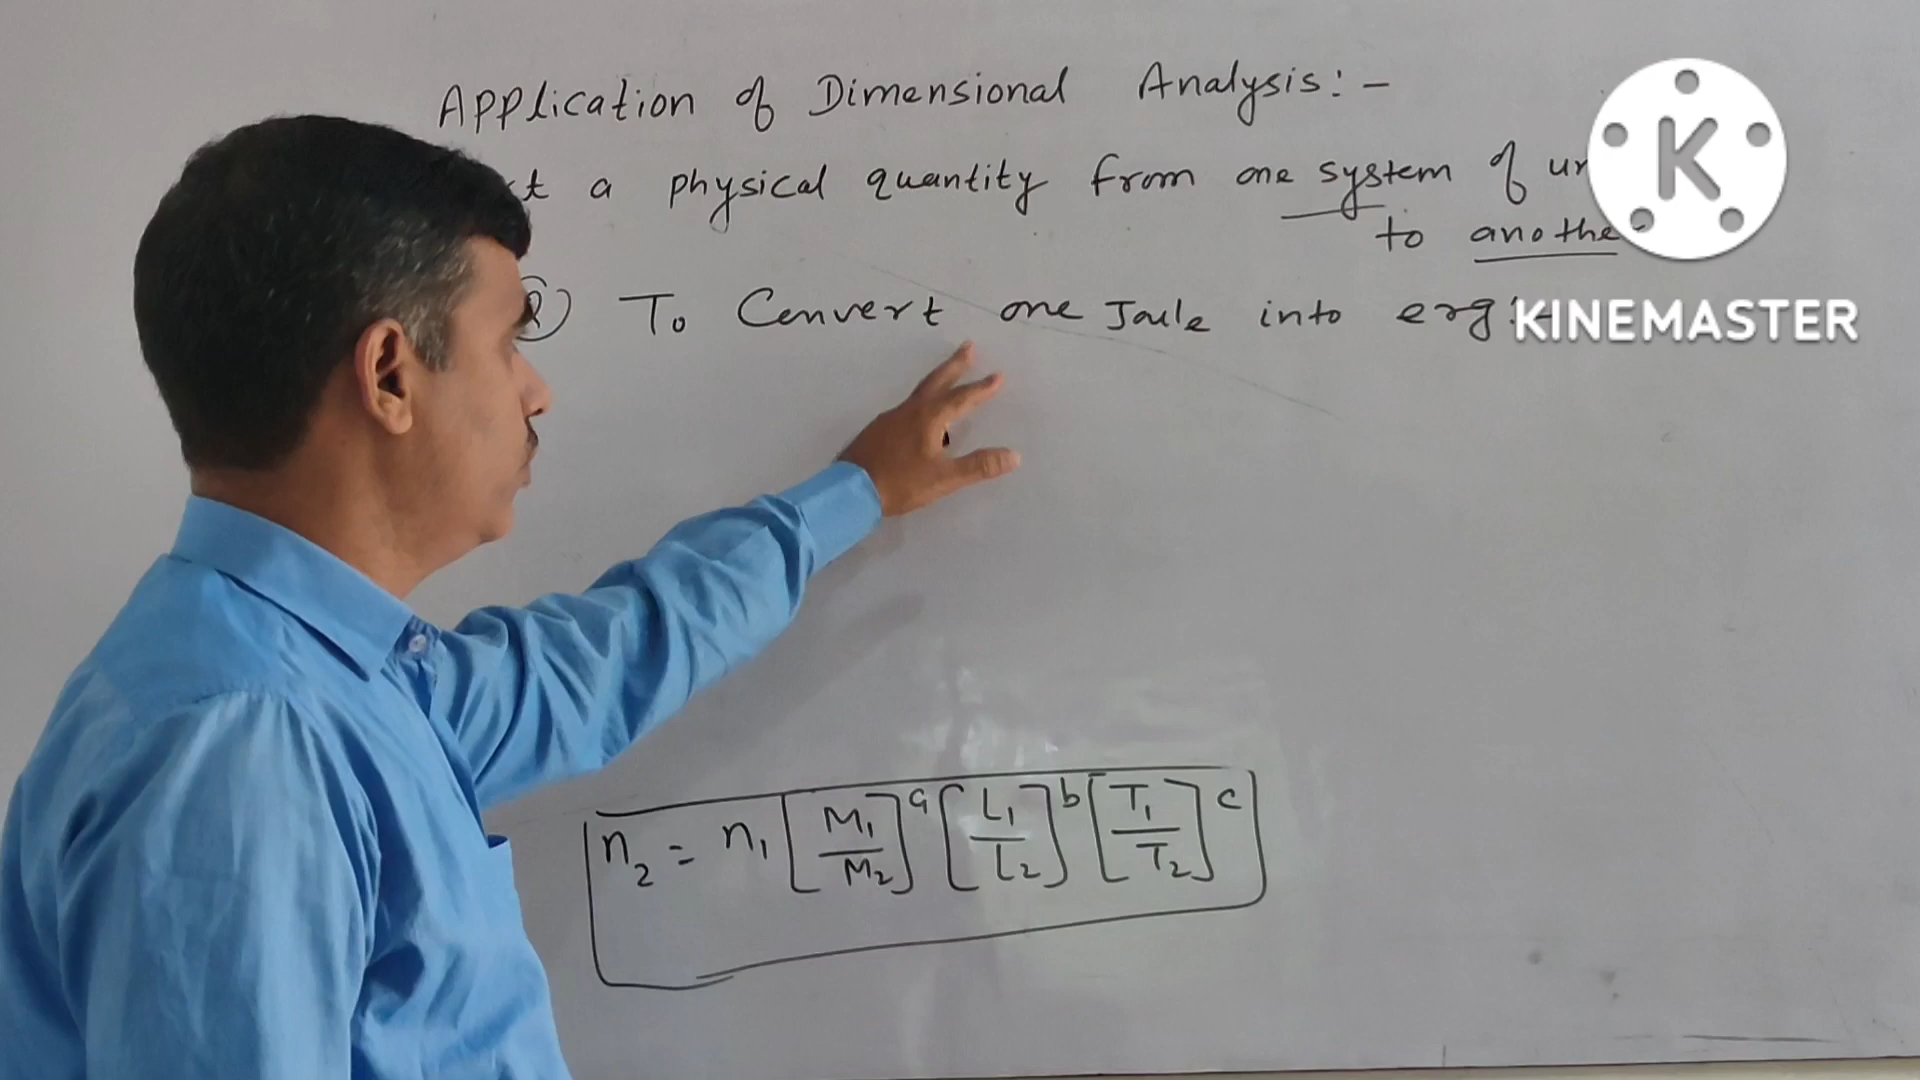 Application of Dimensional Analysis:-
a physical quantity from one system of
to anothe
To Convert one Joule into erg:-
KINEMASTER
n₂ = n₁ [M₁/M₂]ᵃ [L₁/L₂]ᵇ [T₁/T₂]ᶜ